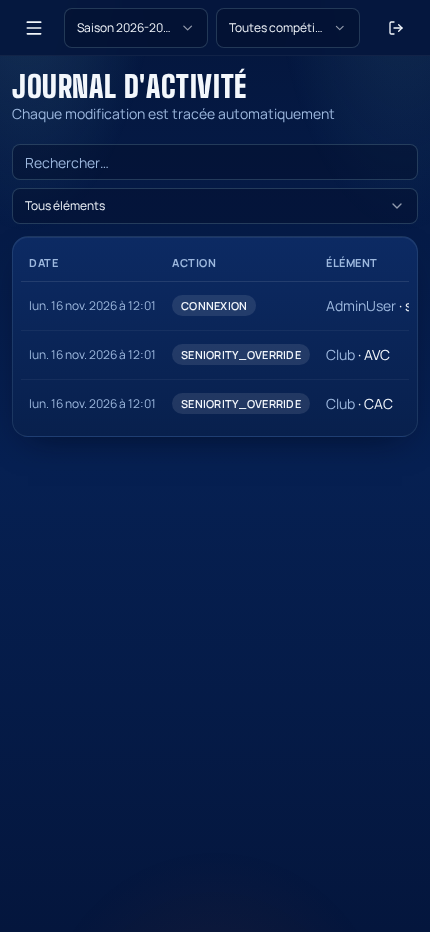 Saison 2026-20... Toutes compéti...
JOURNAL D'ACTIVITÉ
Chaque modification est tracée automatiquement
Rechercher...
Tous éléments
DATE ACTION ÉLÉMENT
lun. 16 nov. 2026 à 12:01 CONNEXION AdminUser · s
lun. 16 nov. 2026 à 12:01 SENIORITY_OVERRIDE Club · AVC
lun. 16 nov. 2026 à 12:01 SENIORITY_OVERRIDE Club · CAC